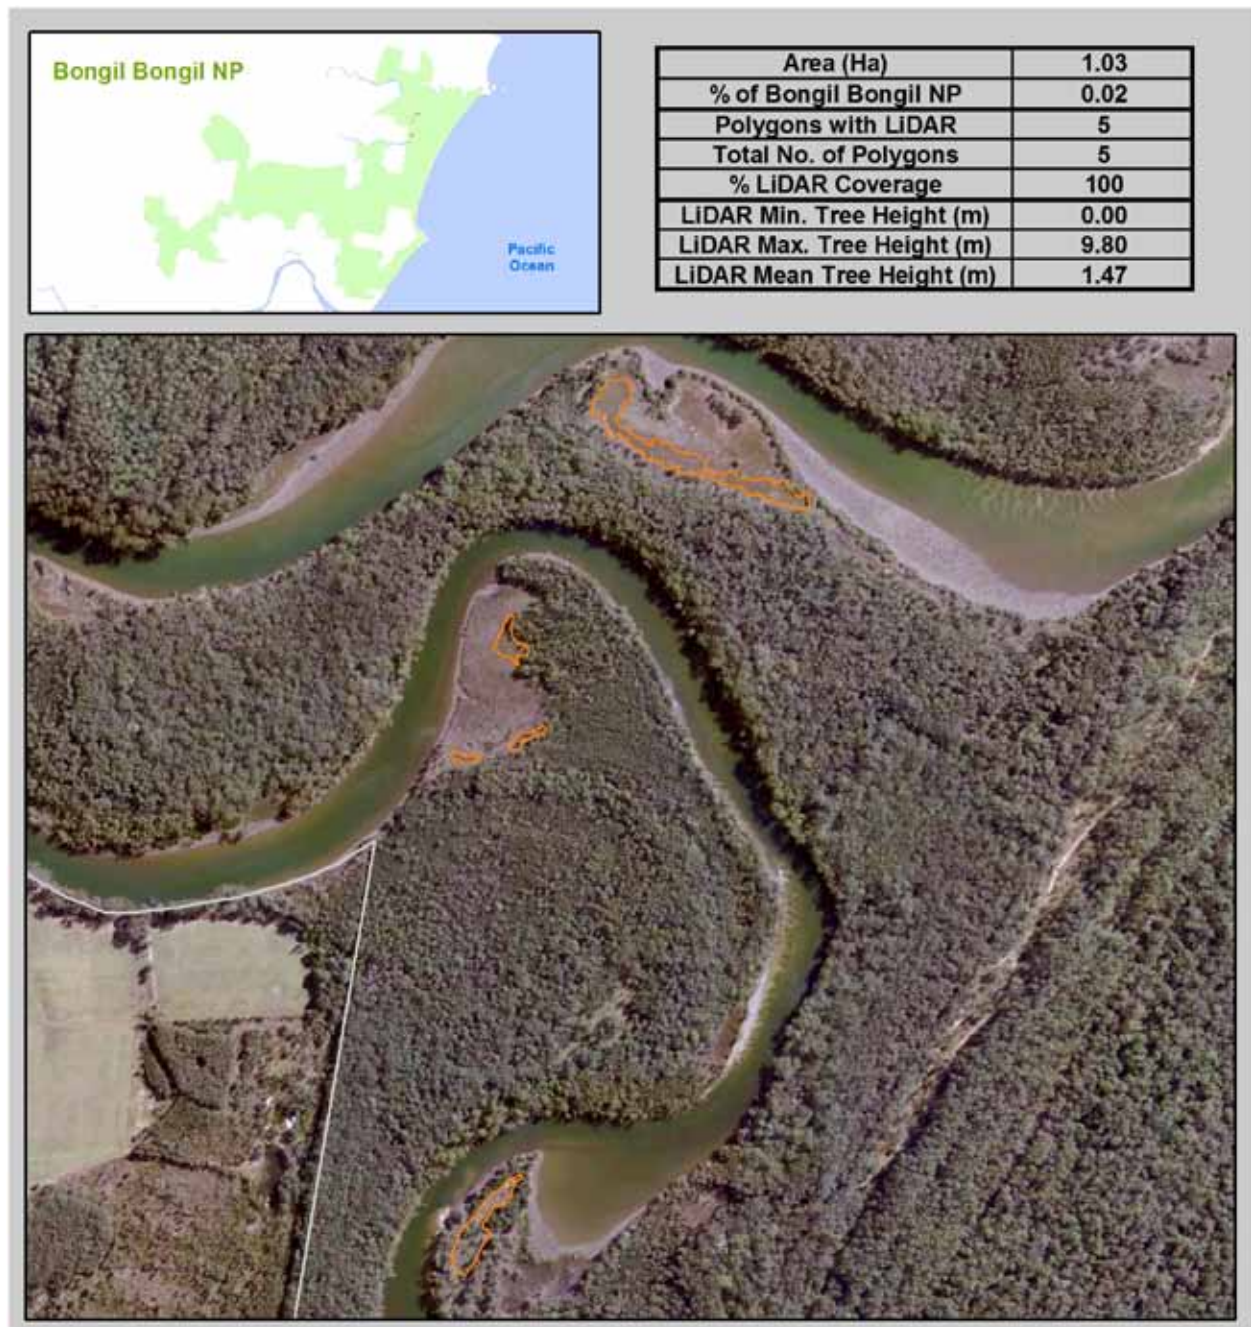 Bongil Bongil NP
Pacific
Ocean
Area (Ha) 1.03
% of Bongil Bongil NP 0.02
Polygons with LiDAR 5
Total No. of Polygons 5
% LiDAR Coverage 100
LiDAR Min. Tree Height (m) 0.00
LiDAR Max. Tree Height (m) 9.80
LiDAR Mean Tree Height (m) 1.47